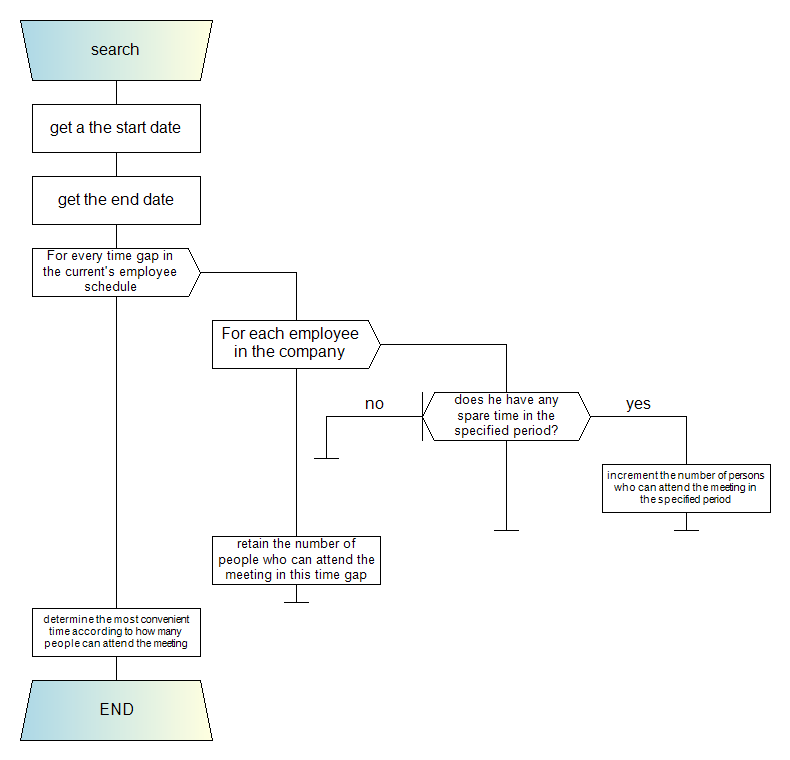 search
get a the start date
get the end date
For every time gap in
the current's employee
schedule
For each employee
in the company
no
does he have any
spare time in the
specified period?
yes
increment the number of persons
who can attend the meeting in
the specified period
retain the number of
people who can attend the
meeting in this time gap
determine the most convenient
time according to how many
people can attend the meeting
END